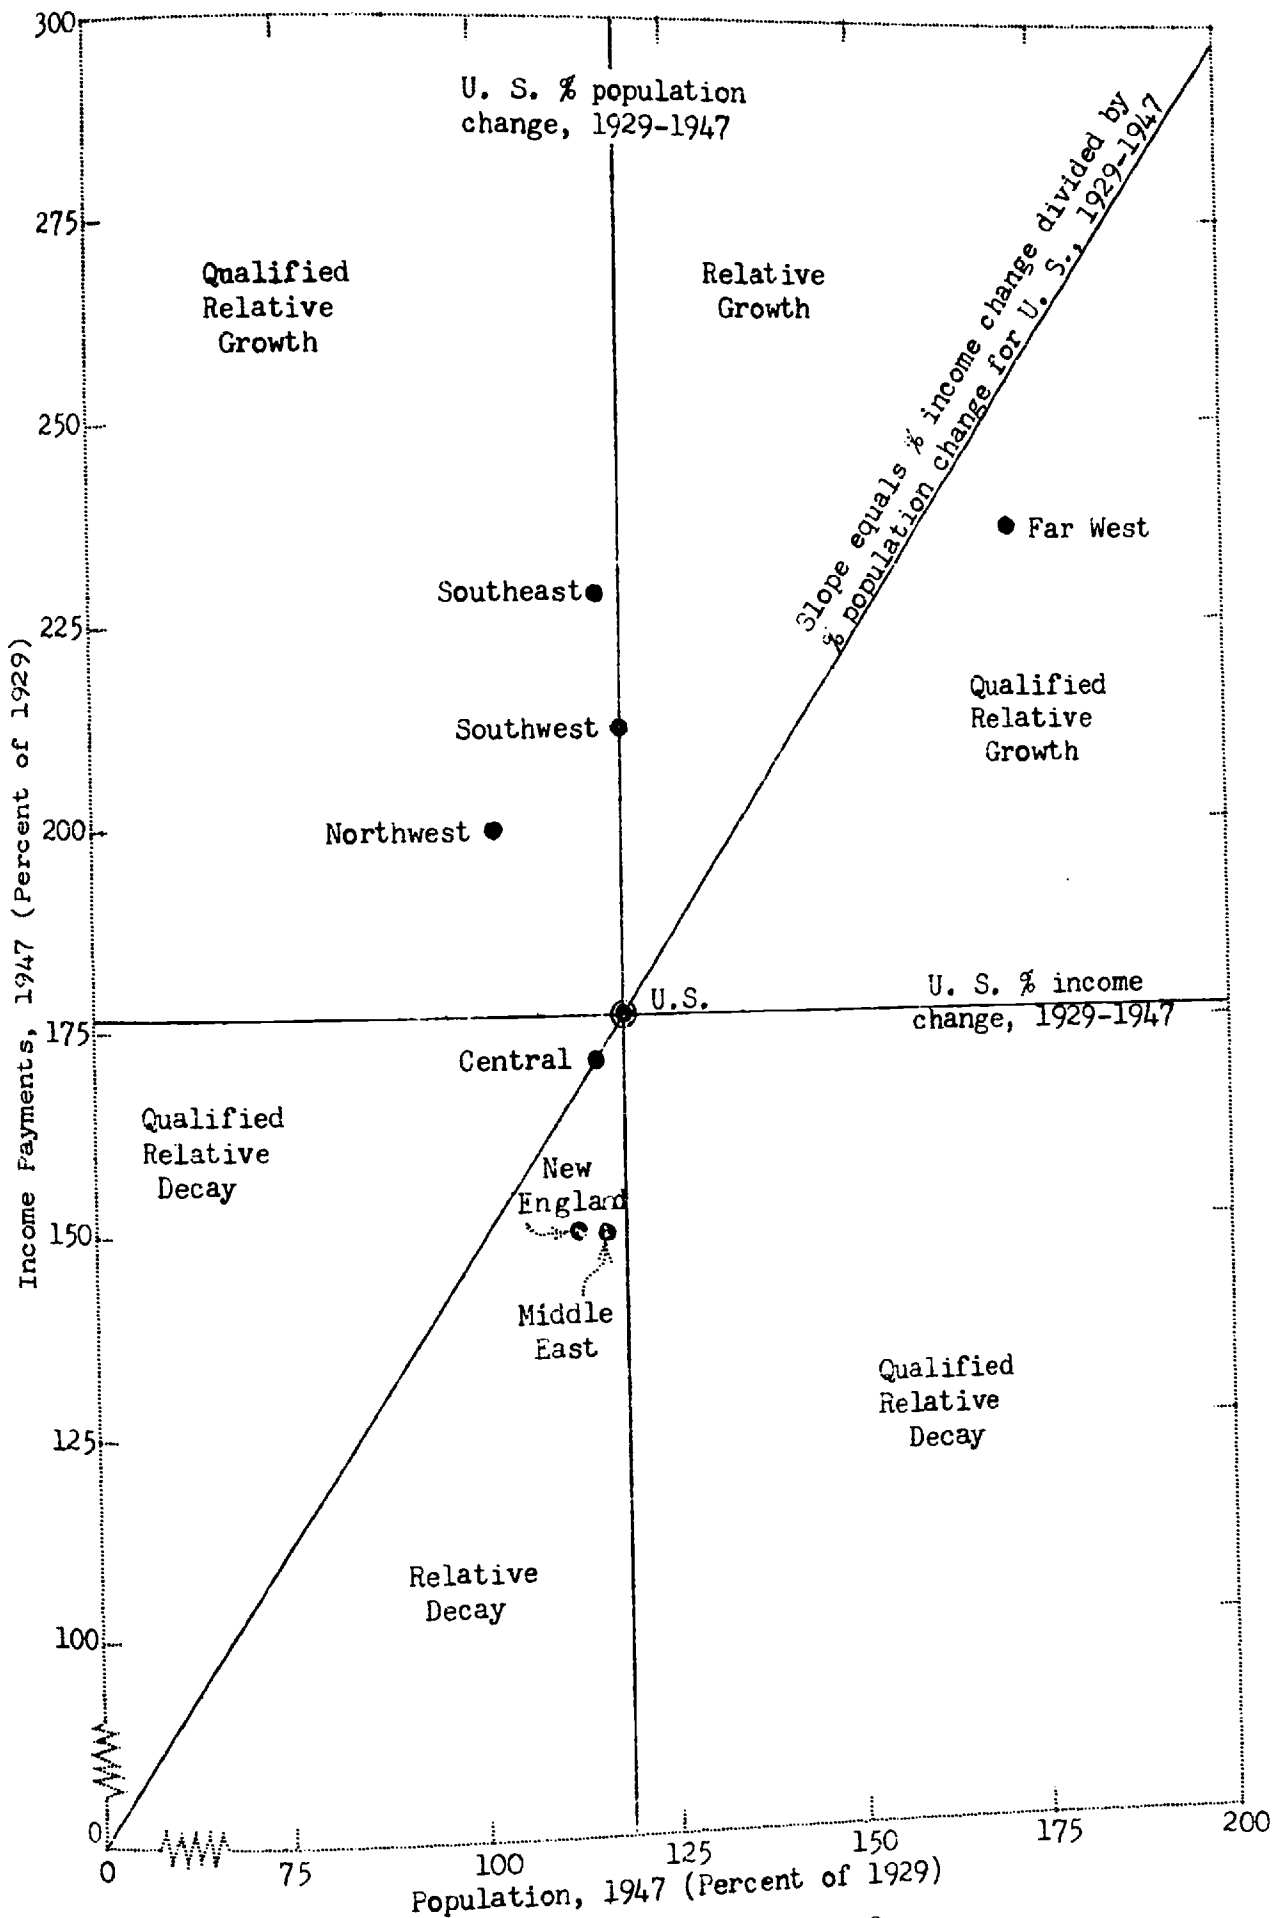 300
U. S. % population
change, 1929-1947
Slope equals % income change divided by
% population change for U. S., 1929-1947
275
Qualified
Relative
Growth
Relative
Growth
250
Far West
Southeast
225
Qualified
Relative
Growth
Southwest
Northwest
200
Income Payments, 1947 (Percent of 1929)
U.S.
U. S. % income
change, 1929-1947
175
Central
Qualified
Relative
Decay
New
England
150
Middle
East
Qualified
Relative
Decay
125
Relative
Decay
100
0
0
75
100
125
150
175
200
Population, 1947 (Percent of 1929)